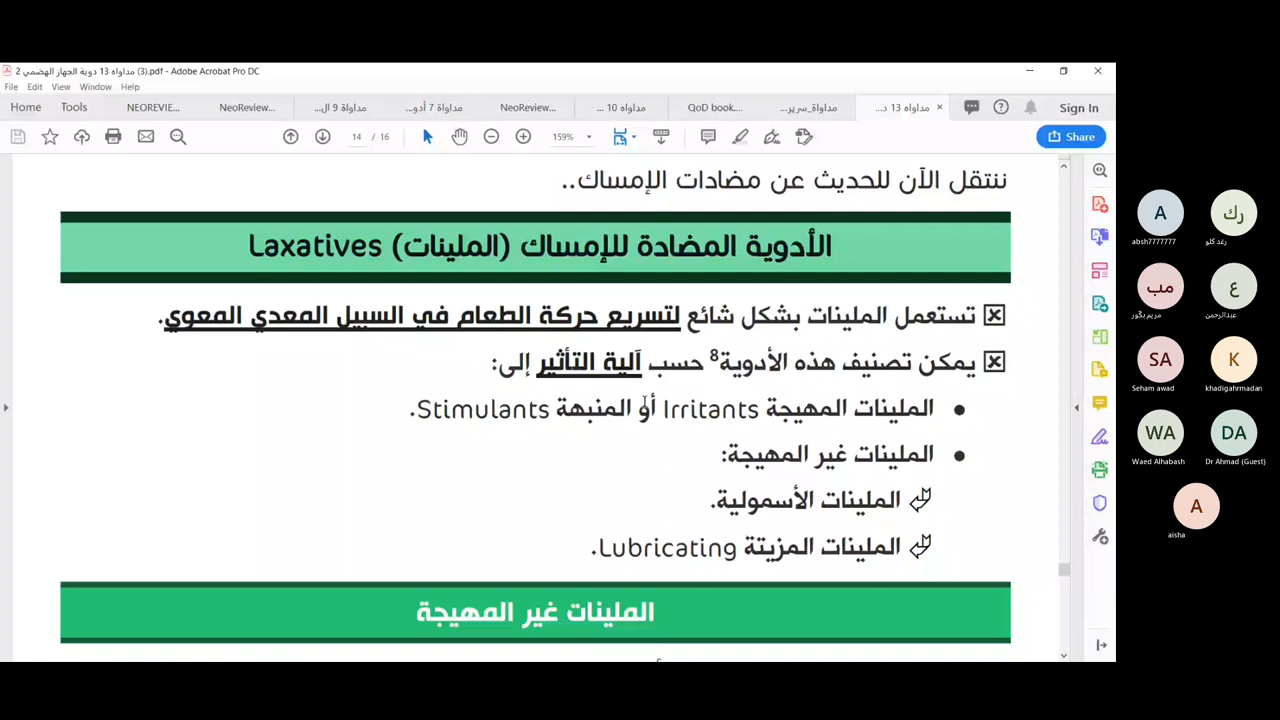 مداواه 13 دوية الجهاز الهضمي 2 (3).pdf - Adobe Acrobat Pro DC
File Edit View Window Help
Home Tools NEOREVIE... NeoReview... مداواة 9 ال... مداواة 7 أدو... NeoReview... مداواه 10 ... QoD book.... مداواة_سرير... مداواه 13 د... × Sign In
14 / 16 159% Share
ننتقل الآن للحديث عن مضادات الإمساك..
الأدوية المضادة للإمساك (الملينات) Laxatives
تستعمل الملينات بشكل شائع لتسريع حركة الطعام في السبيل المعدي المعوي.
يمكن تصنيف هذه الأدوية8 حسب آلية التأثير إلى:
• الملينات المهيجة Irritants أو المنبهة Stimulants.
• الملينات غير المهيجة:
الملينات الأسمولية.
الملينات المزيتة Lubricating.
الملينات غير المهيجة
A رك
absh7777777 رغد كلو
مب ع
مريم بكور عبدالرحمن
SA K
Seham awad khadigahrmadan
WA DA
Waed Alhabash Dr Ahmad (Guest)
A
aisha